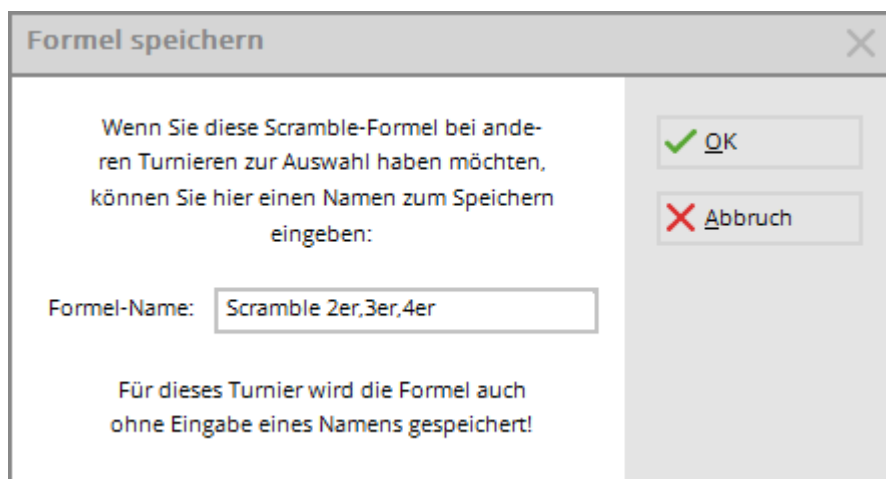 Formel speichern
Wenn Sie diese Scramble-Formel bei ande-
ren Turnieren zur Auswahl haben möchten,
können Sie hier einen Namen zum Speichern
eingeben:
Formel-Name: Scramble 2er,3er,4er
Für dieses Turnier wird die Formel auch
ohne Eingabe eines Namens gespeichert!
OK
Abbruch